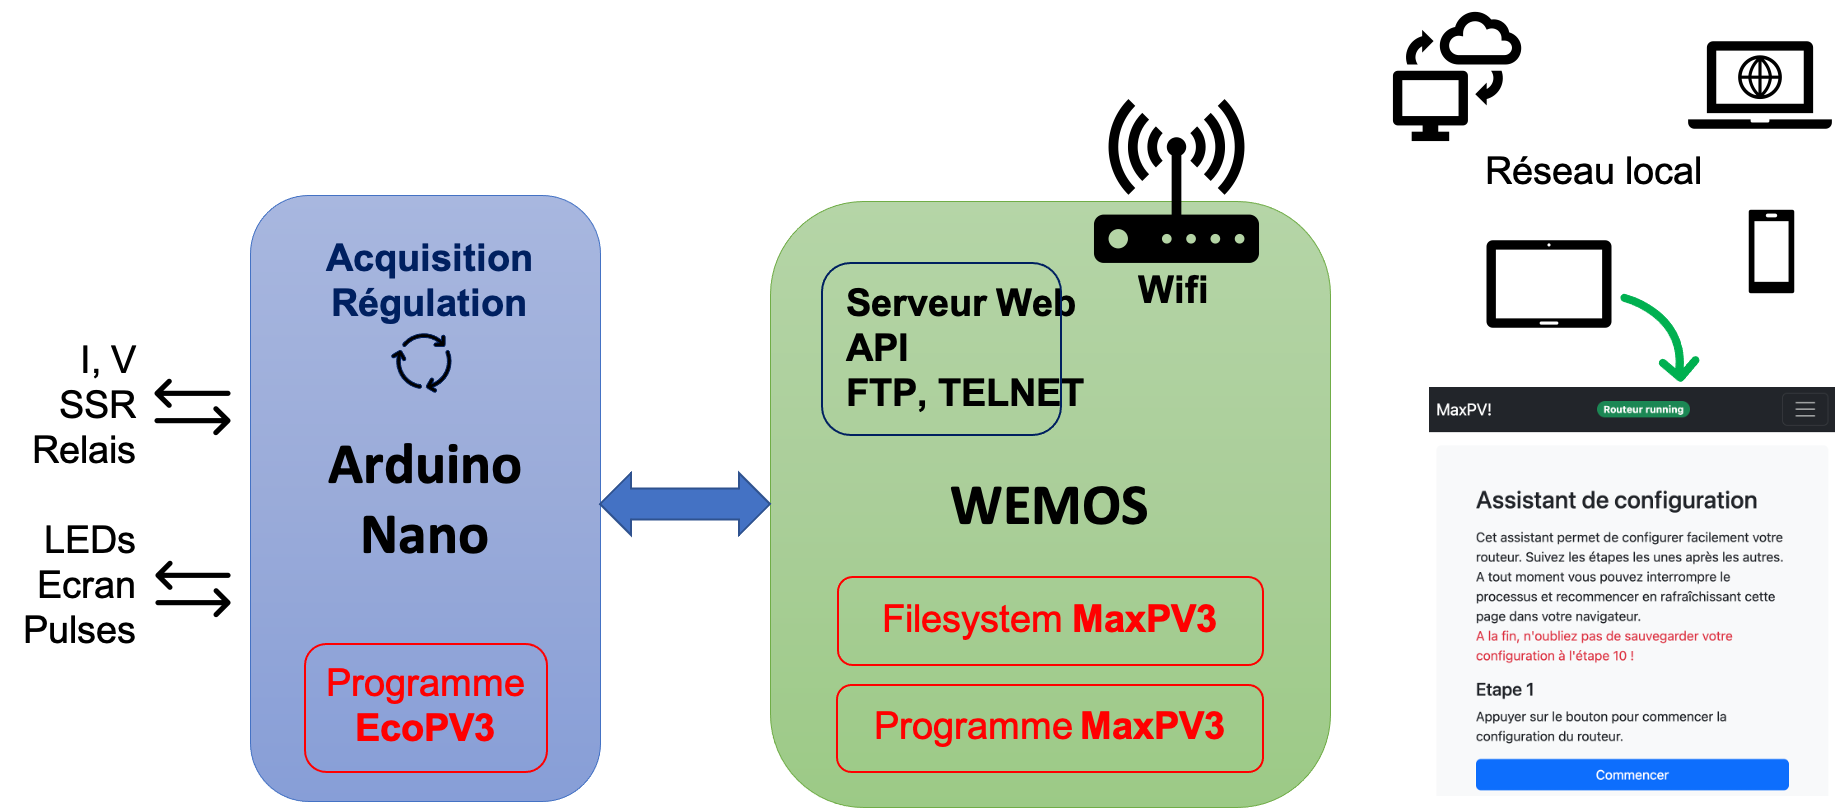 I, V
SSR
Relais
LEDs
Ecran
Pulses
Acquisition
Régulation
Arduino
Nano
Programme
EcoPV3
Wifi
Serveur Web
API
FTP, TELNET
WEMOS
Filesystem MaxPV3
Programme MaxPV3
Réseau local
MaxPV!
Routeur running
Assistant de configuration
Cet assistant permet de configurer facilement votre
routeur. Suivez les étapes les unes après les autres.
A tout moment vous pouvez interrompre le
processus et recommencer en rafraîchissant cette
page dans votre navigateur.
A la fin, n'oubliez pas de sauvegarder votre
configuration à l'étape 10 !
Etape 1
Appuyer sur le bouton pour commencer la
configuration du routeur.
Commencer